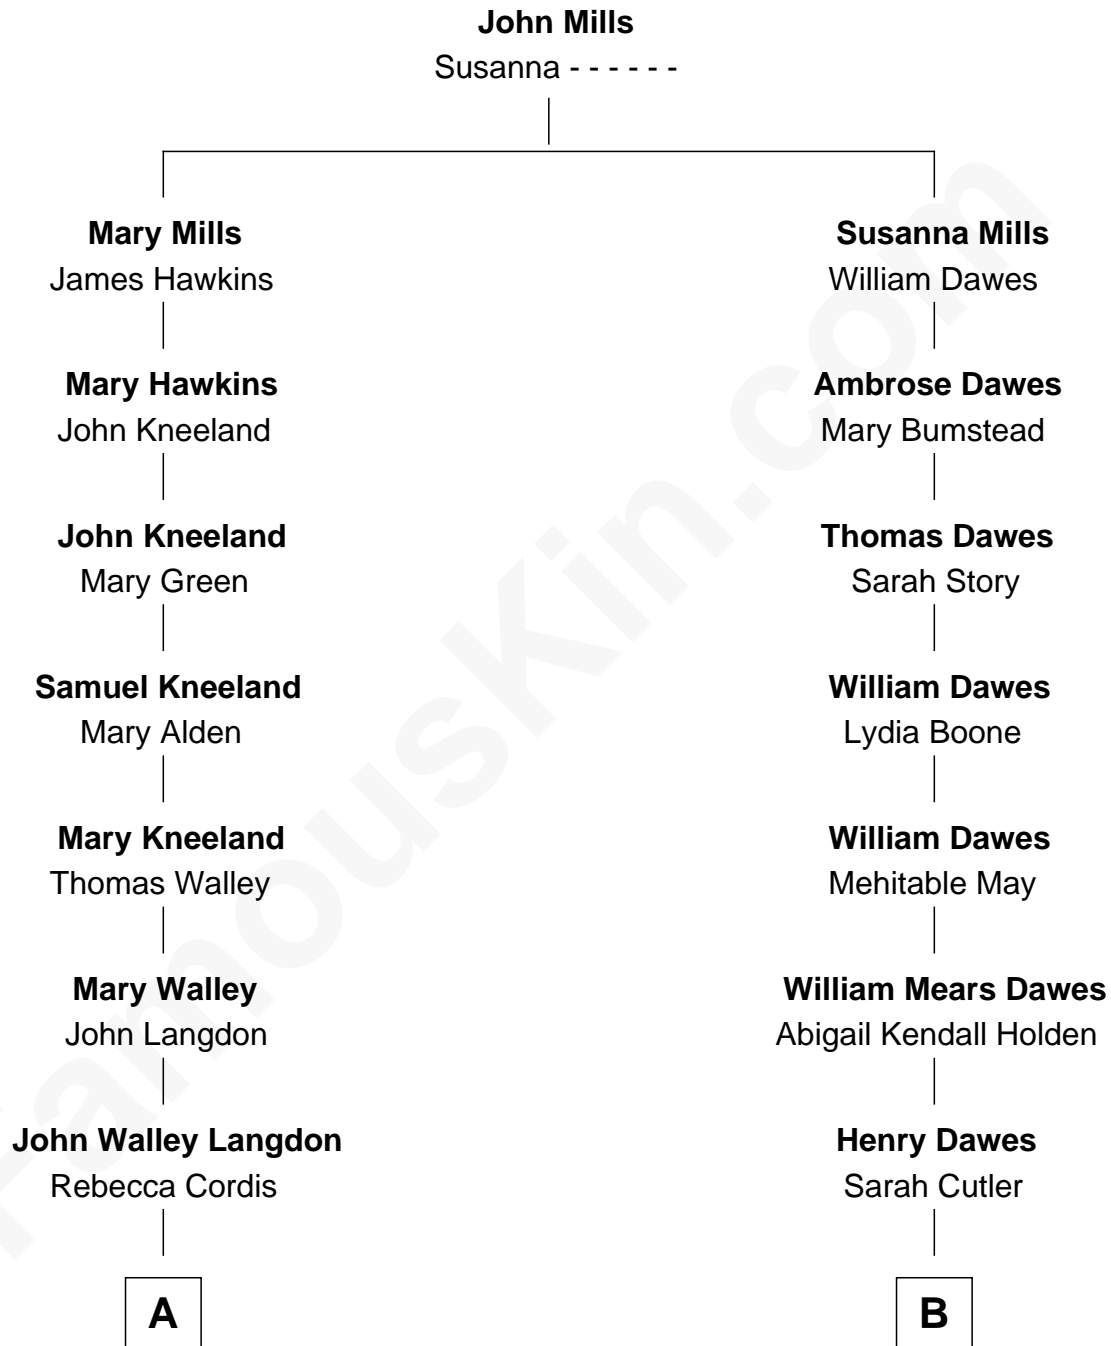 John Mills
Susanna - - - - - -
Mary Mills
James Hawkins
Susanna Mills
William Dawes
Mary Hawkins
John Kneeland
Ambrose Dawes
Mary Bumstead
John Kneeland
Mary Green
Thomas Dawes
Sarah Story
Samuel Kneeland
Mary Alden
William Dawes
Lydia Boone
Mary Kneeland
Thomas Walley
William Dawes
Mehitable May
Mary Walley
John Langdon
William Mears Dawes
Abigail Kendall Holden
John Walley Langdon
Rebecca Cordis
Henry Dawes
Sarah Cutler
A
B
FamousKin.com